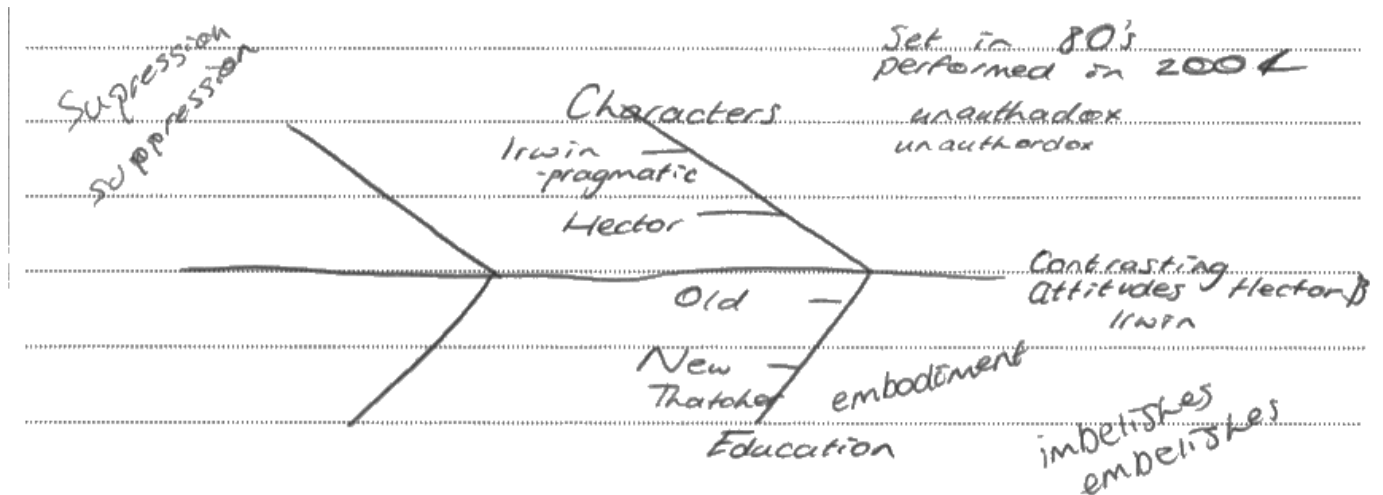 Supression
suppression
Set in 80's
performed in 2004
Characters
unauthadox
unauthordox
Irwin
-pragmatic
Hector
Contrasting
Attitudes Hector &
Irwin
Old
New
Thatcher
embodiment
Education
imbelishes
embelishes